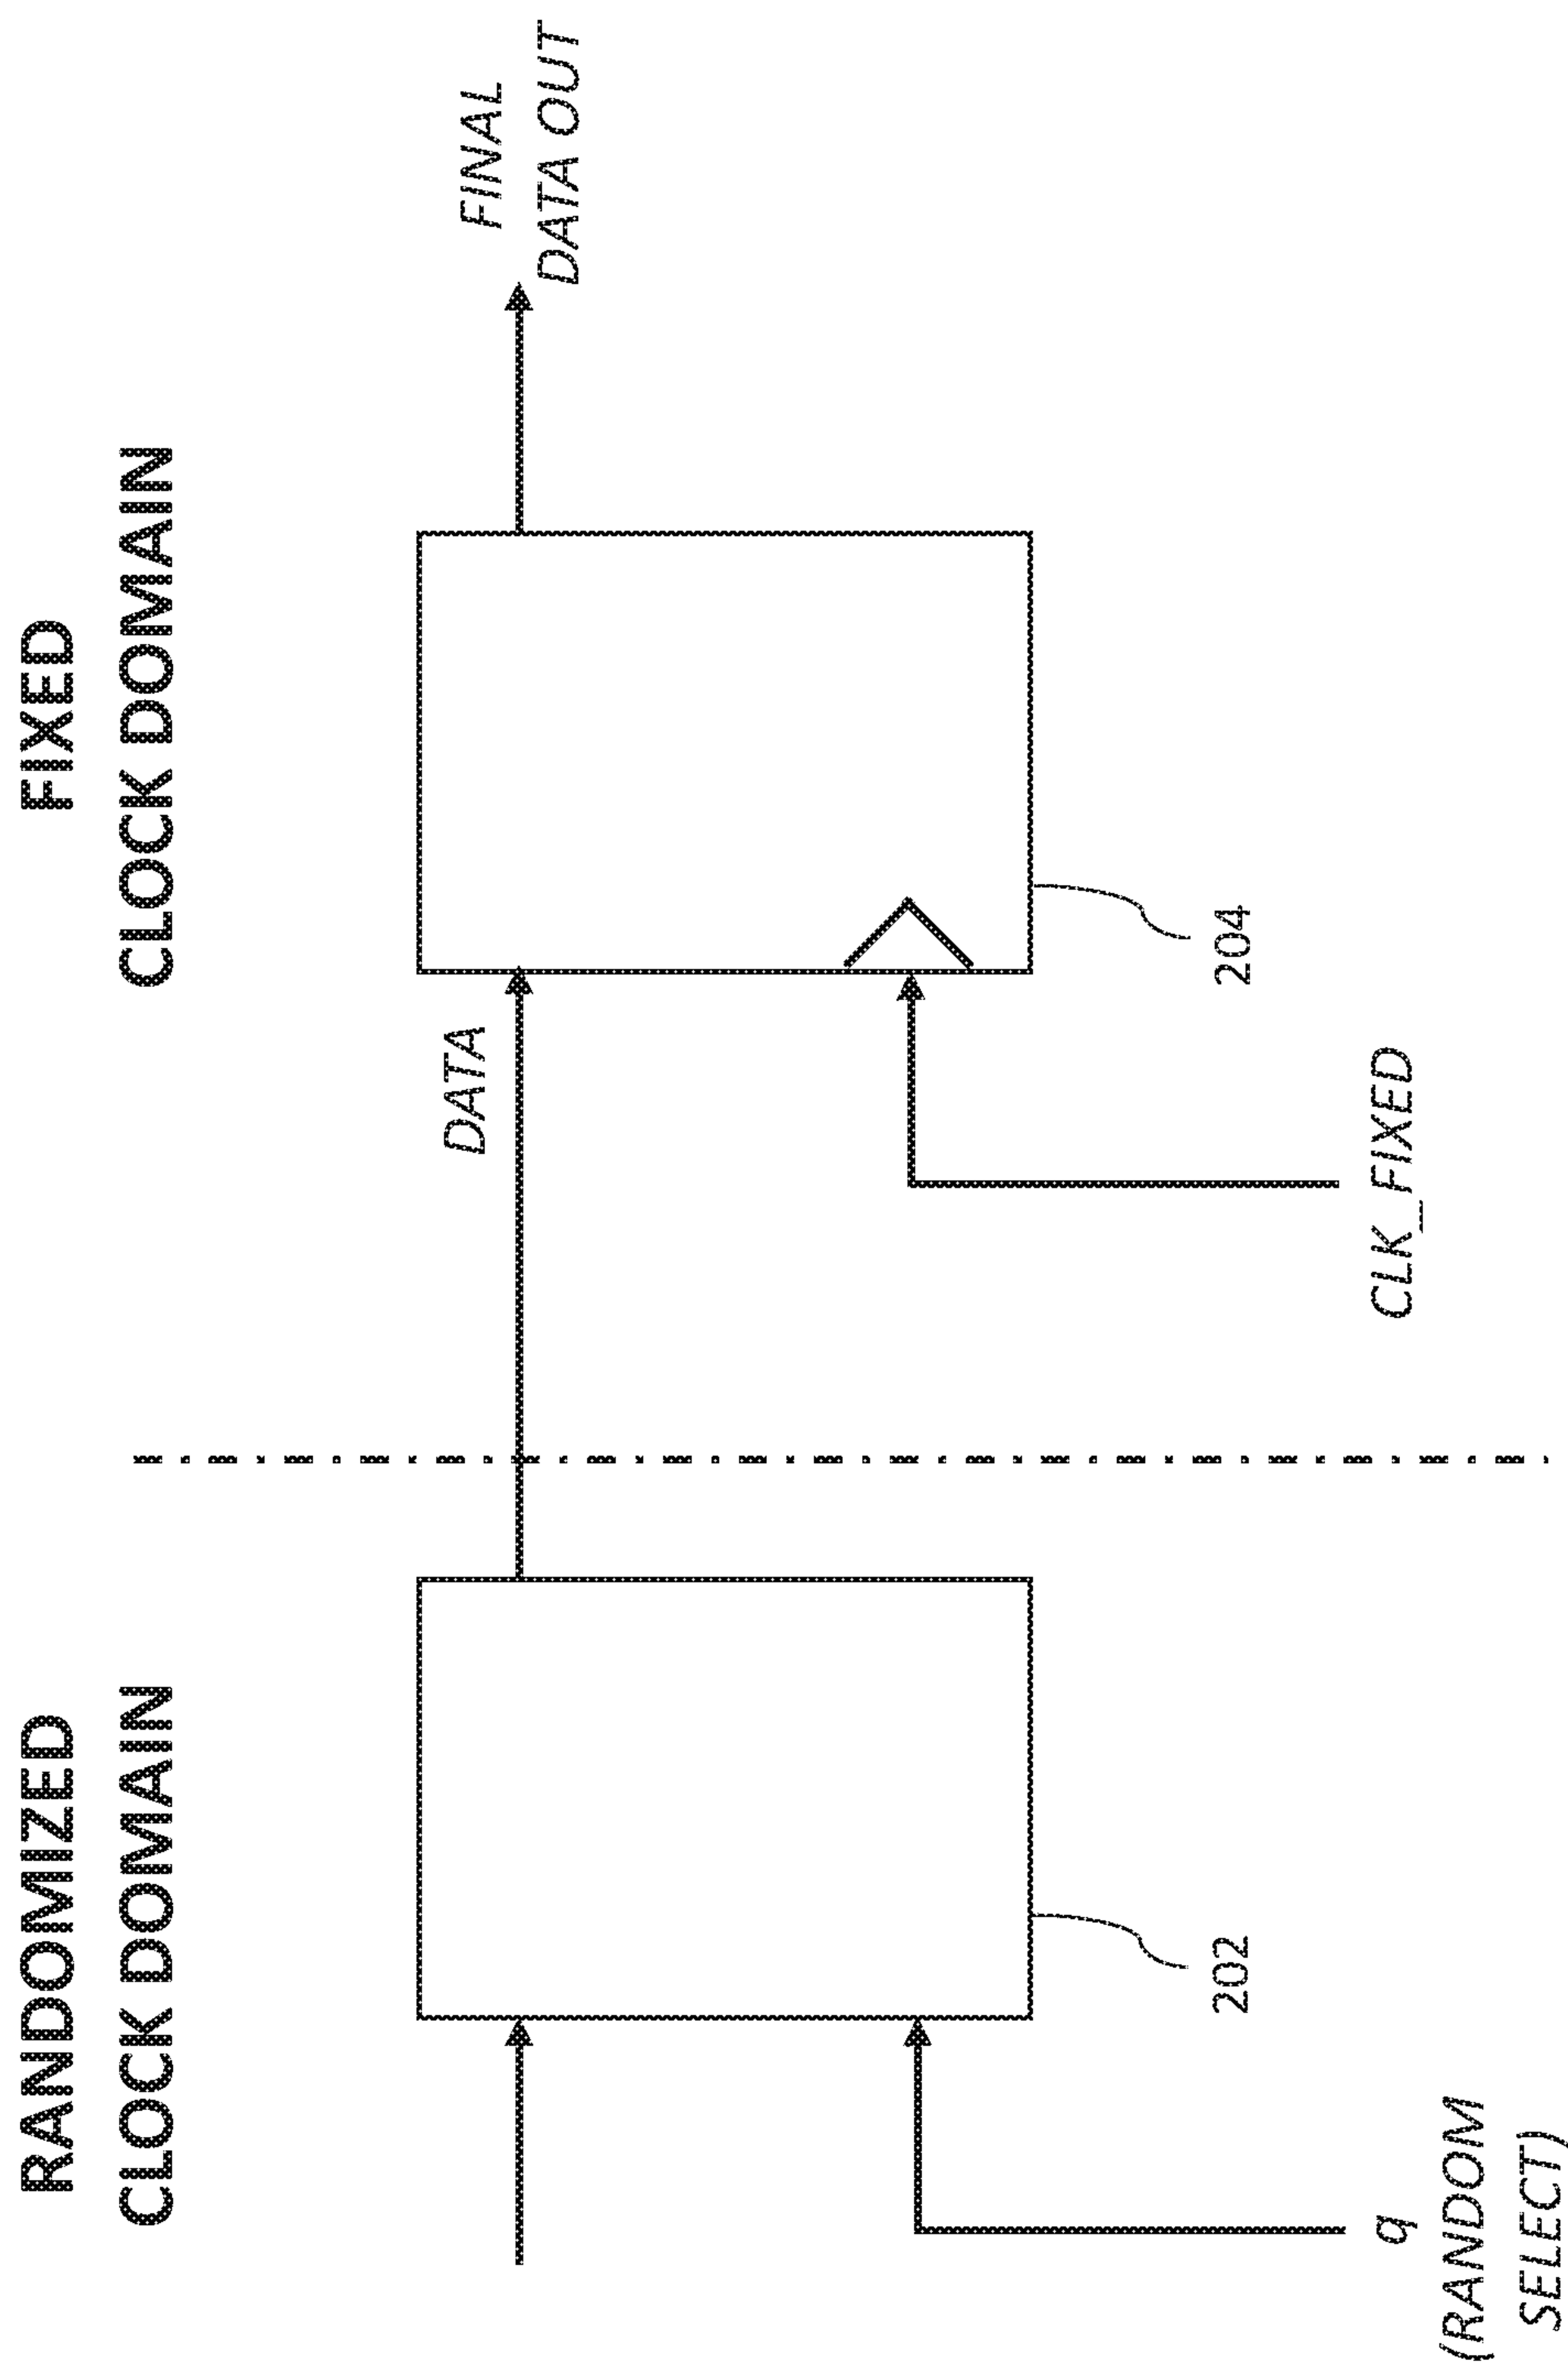 RANDOMIZED
CLOCK DOMAIN
FIXED
CLOCK DOMAIN
FINAL
DATA OUT
DATA
202
204
q
(RANDOM
SELECT)
CLK_FIXED